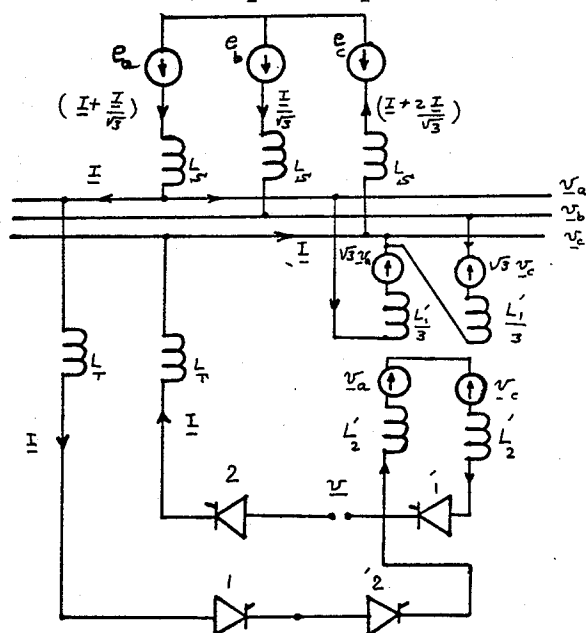 e_a e_b e_c
(I + I/√3) I/√3 (I + 2I/√3)
L_s L_s L_s
I v_a
v_b
I v_c
√3 v_a √3 v_c
L'_1/3 L'_1/3
L_T L_T
v_a v_c
I I L'_2 L'_2
2 v 1'
1 2'